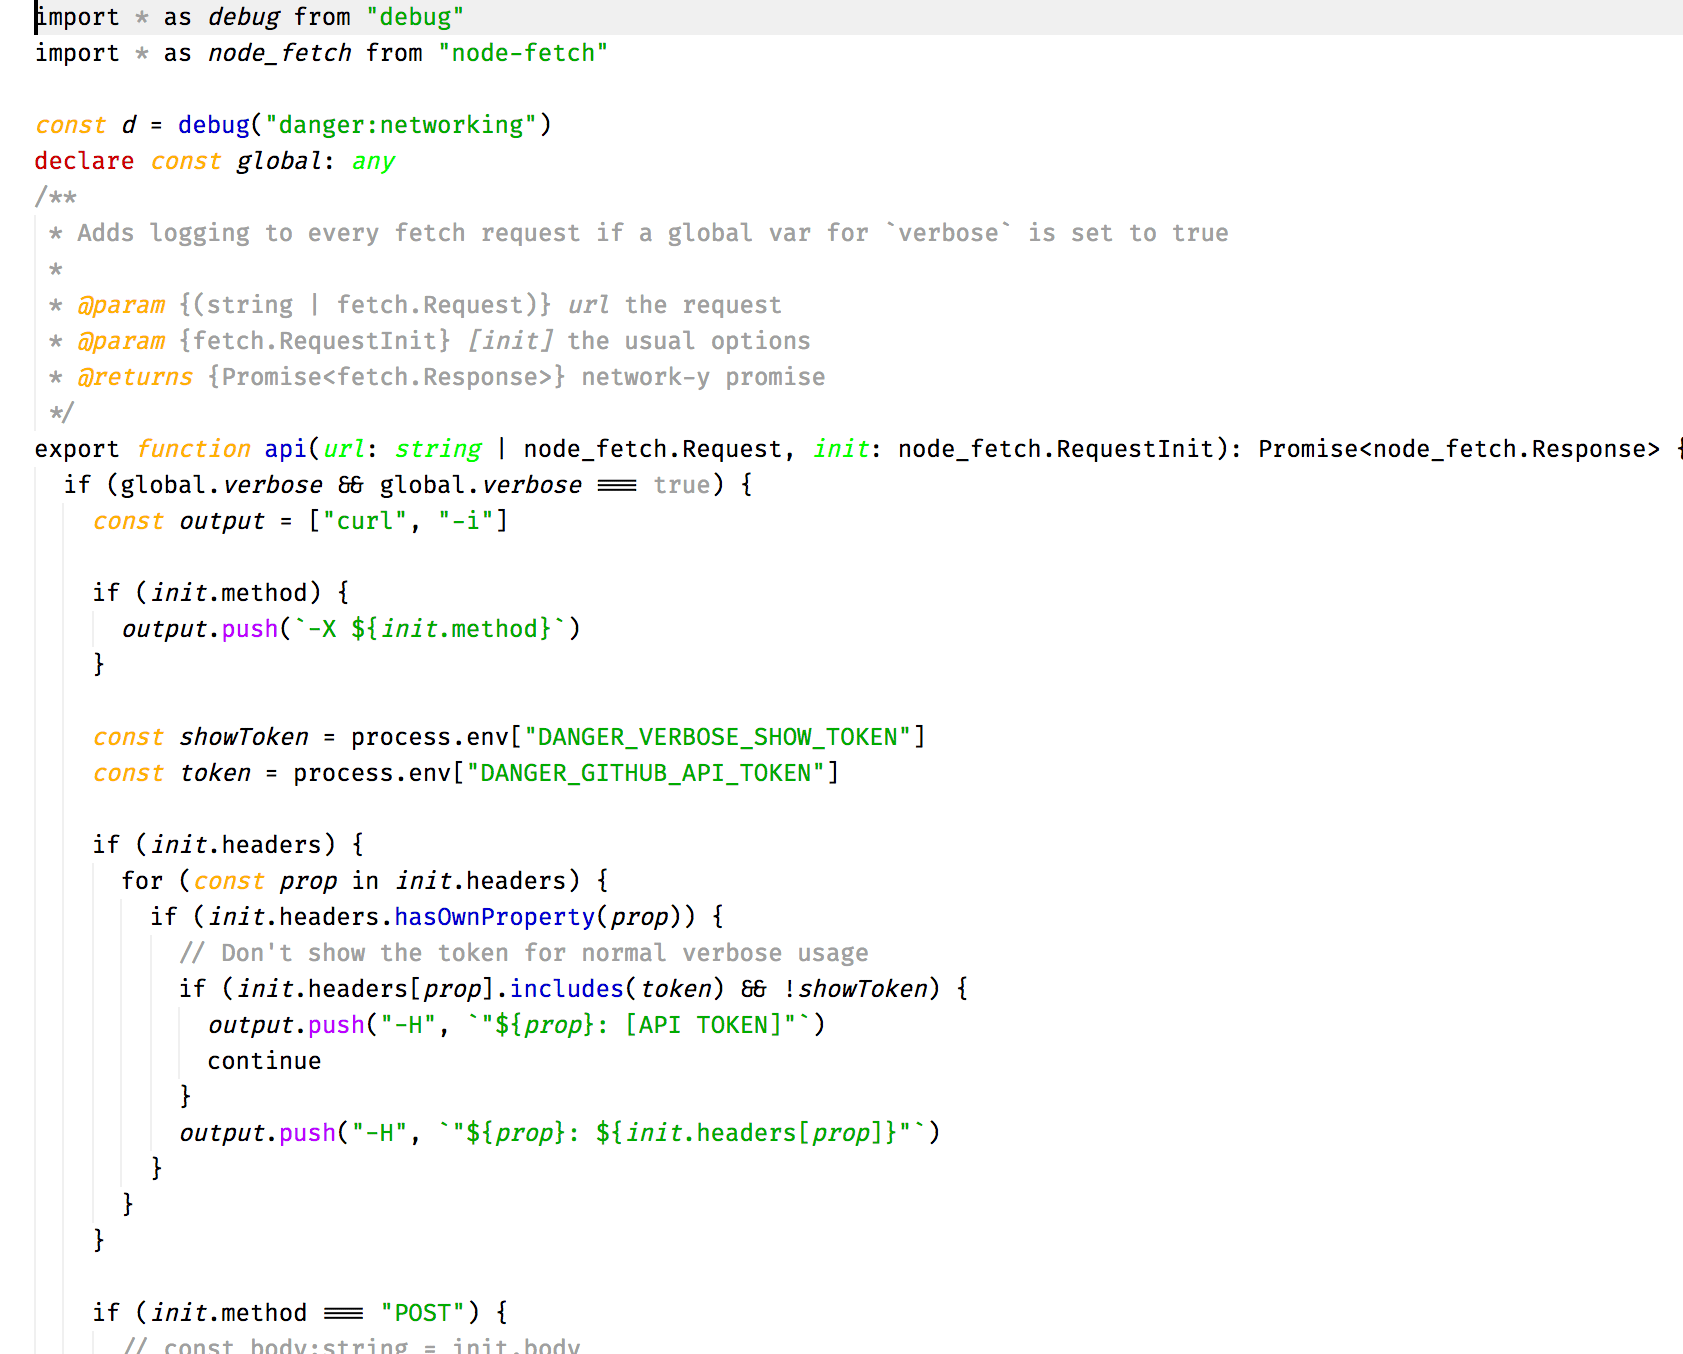 import * as debug from "debug"
import * as node_fetch from "node-fetch"

const d = debug("danger:networking")
declare const global: any
/**
 * Adds logging to every fetch request if a global var for `verbose` is set to true
 *
 * @param {(string | fetch.Request)} url the request
 * @param {fetch.RequestInit} [init] the usual options
 * @returns {Promise<fetch.Response>} network-y promise
 */
export function api(url: string | node_fetch.Request, init: node_fetch.RequestInit): Promise<node_fetch.Response> {
  if (global.verbose && global.verbose === true) {
    const output = ["curl", "-i"]

    if (init.method) {
      output.push(`-X ${init.method}`)
    }

    const showToken = process.env["DANGER_VERBOSE_SHOW_TOKEN"]
    const token = process.env["DANGER_GITHUB_API_TOKEN"]

    if (init.headers) {
      for (const prop in init.headers) {
        if (init.headers.hasOwnProperty(prop)) {
          // Don't show the token for normal verbose usage
          if (init.headers[prop].includes(token) && !showToken) {
            output.push("-H", `"${prop}: [API TOKEN]"`)
            continue
          }
          output.push("-H", `"${prop}: ${init.headers[prop]}"`)
        }
      }
    }

    if (init.method === "POST") {
      // const body:string = init.body